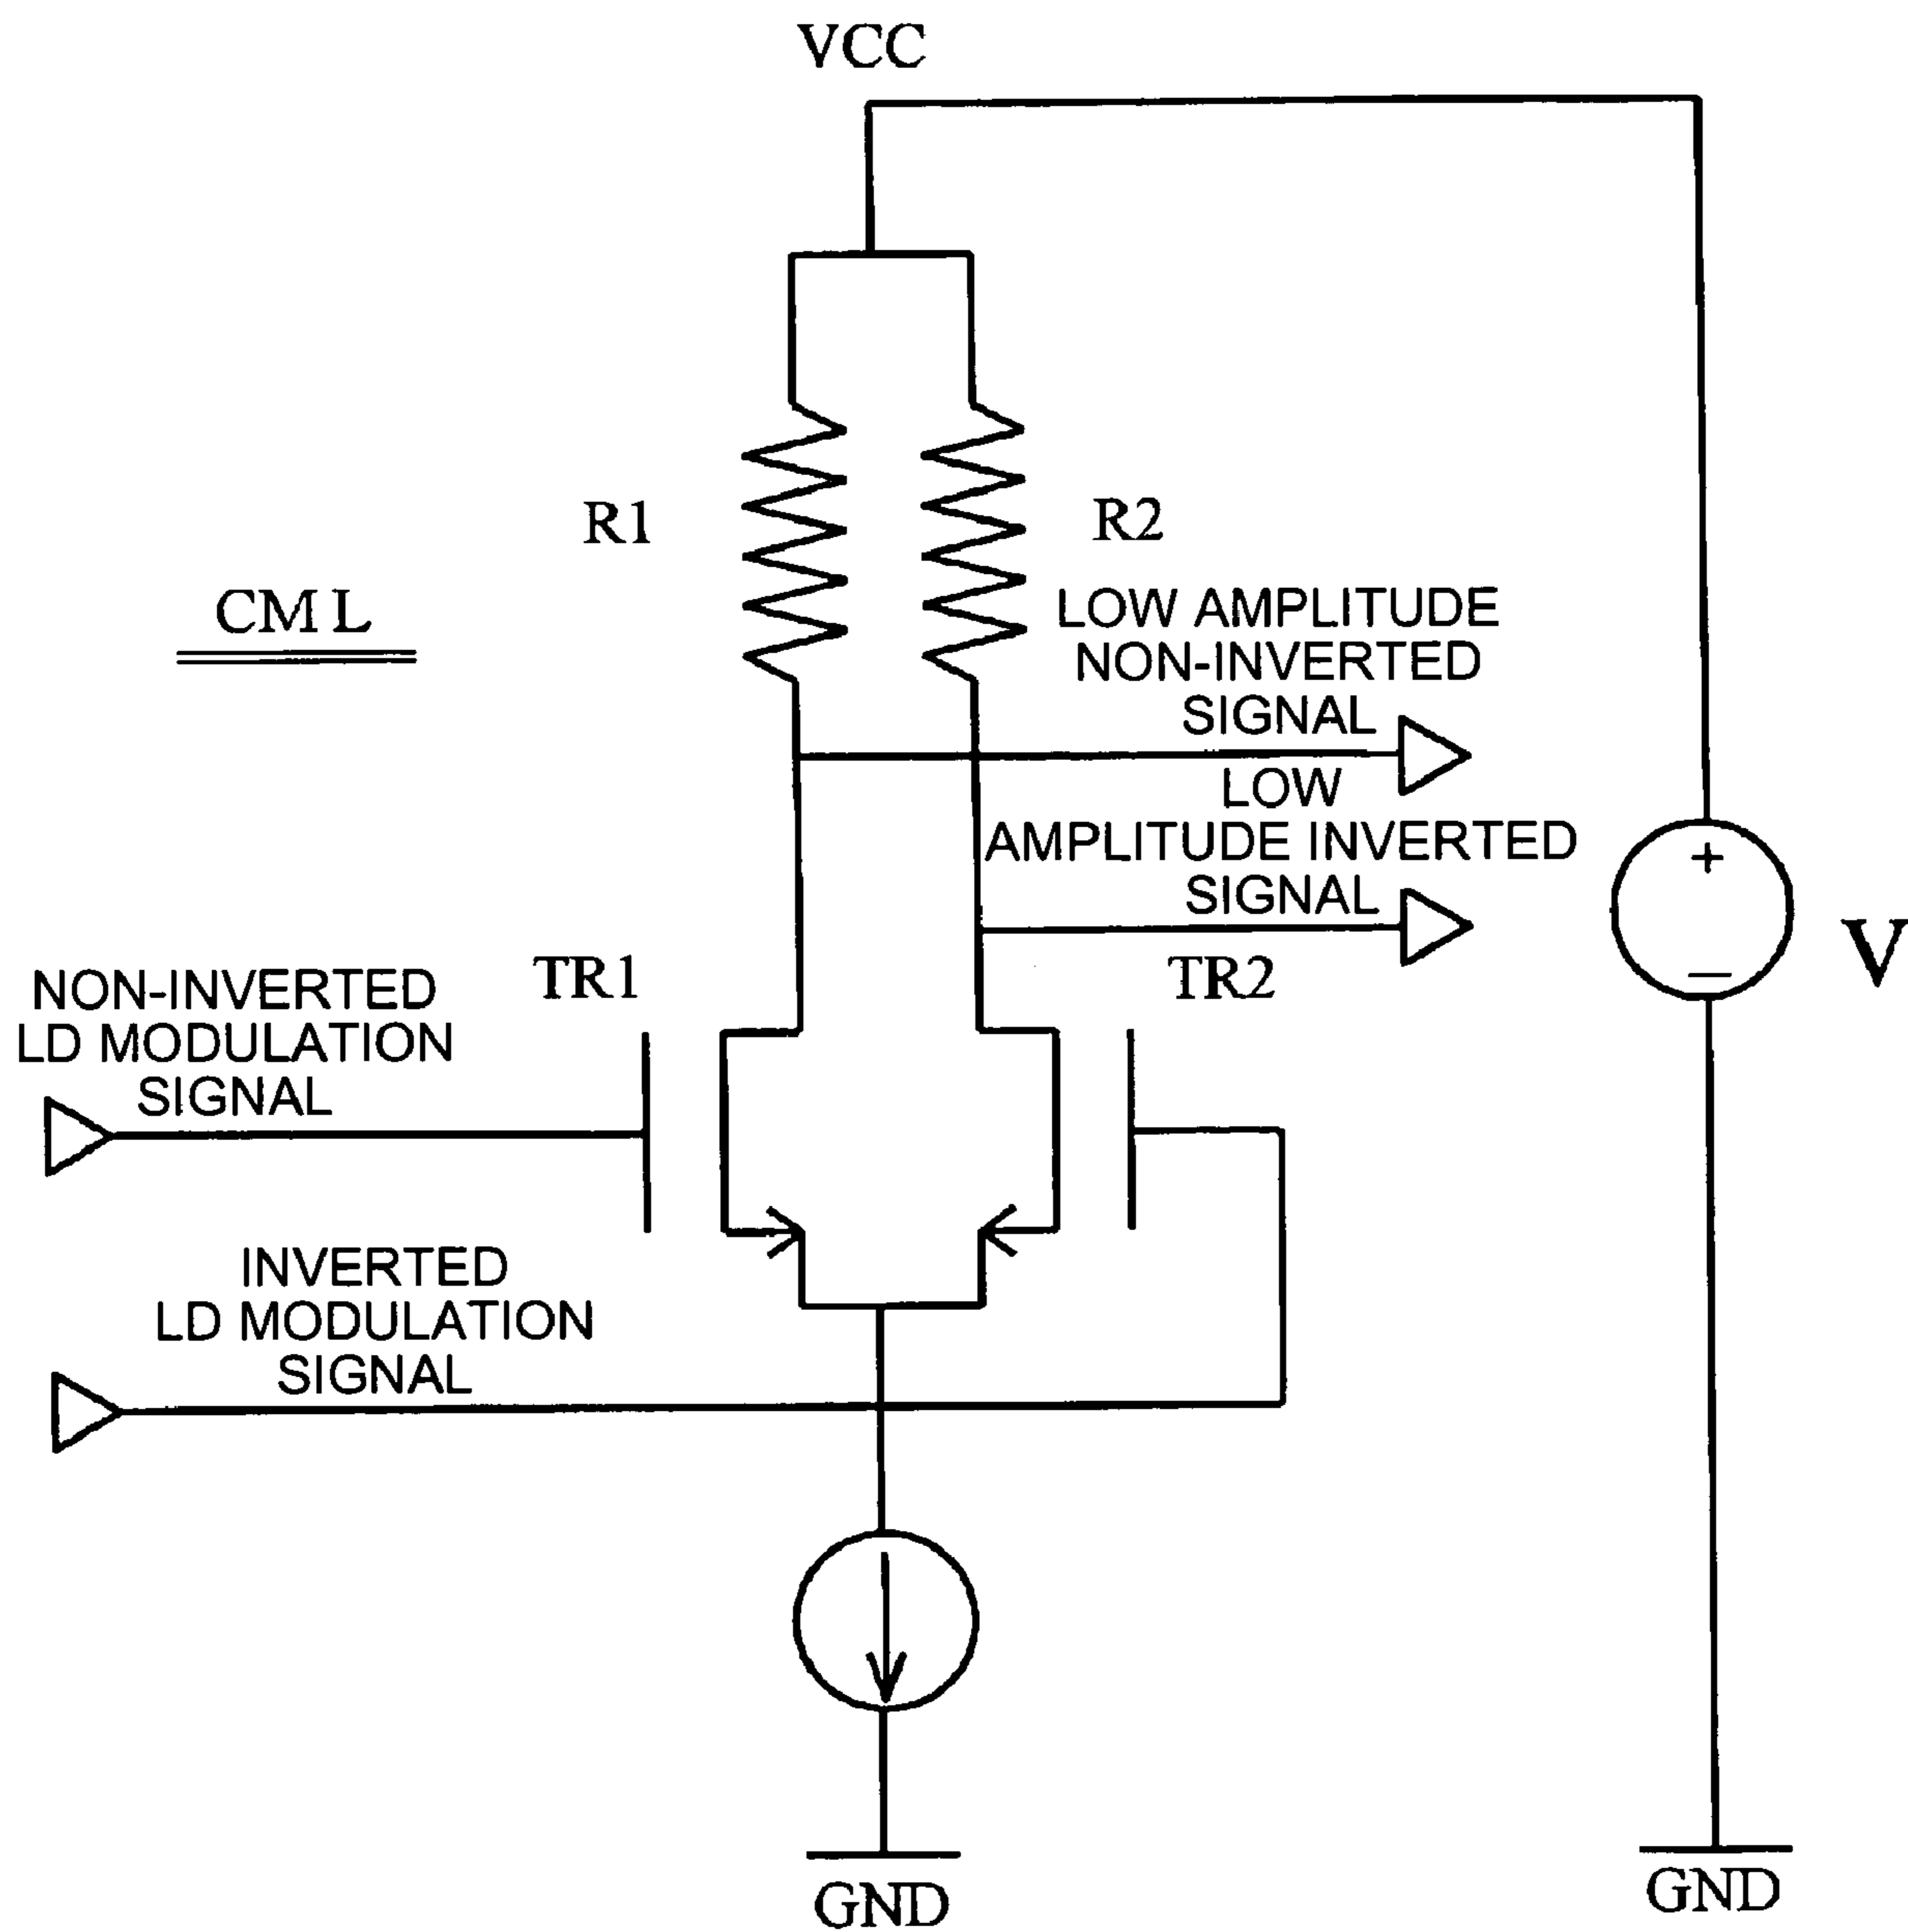 VCC
R1
R2
CML
LOW AMPLITUDE
NON-INVERTED
SIGNAL
LOW
AMPLITUDE INVERTED
SIGNAL
+
−
V
TR1
TR2
NON-INVERTED
LD MODULATION
SIGNAL
INVERTED
LD MODULATION
SIGNAL
GND
GND